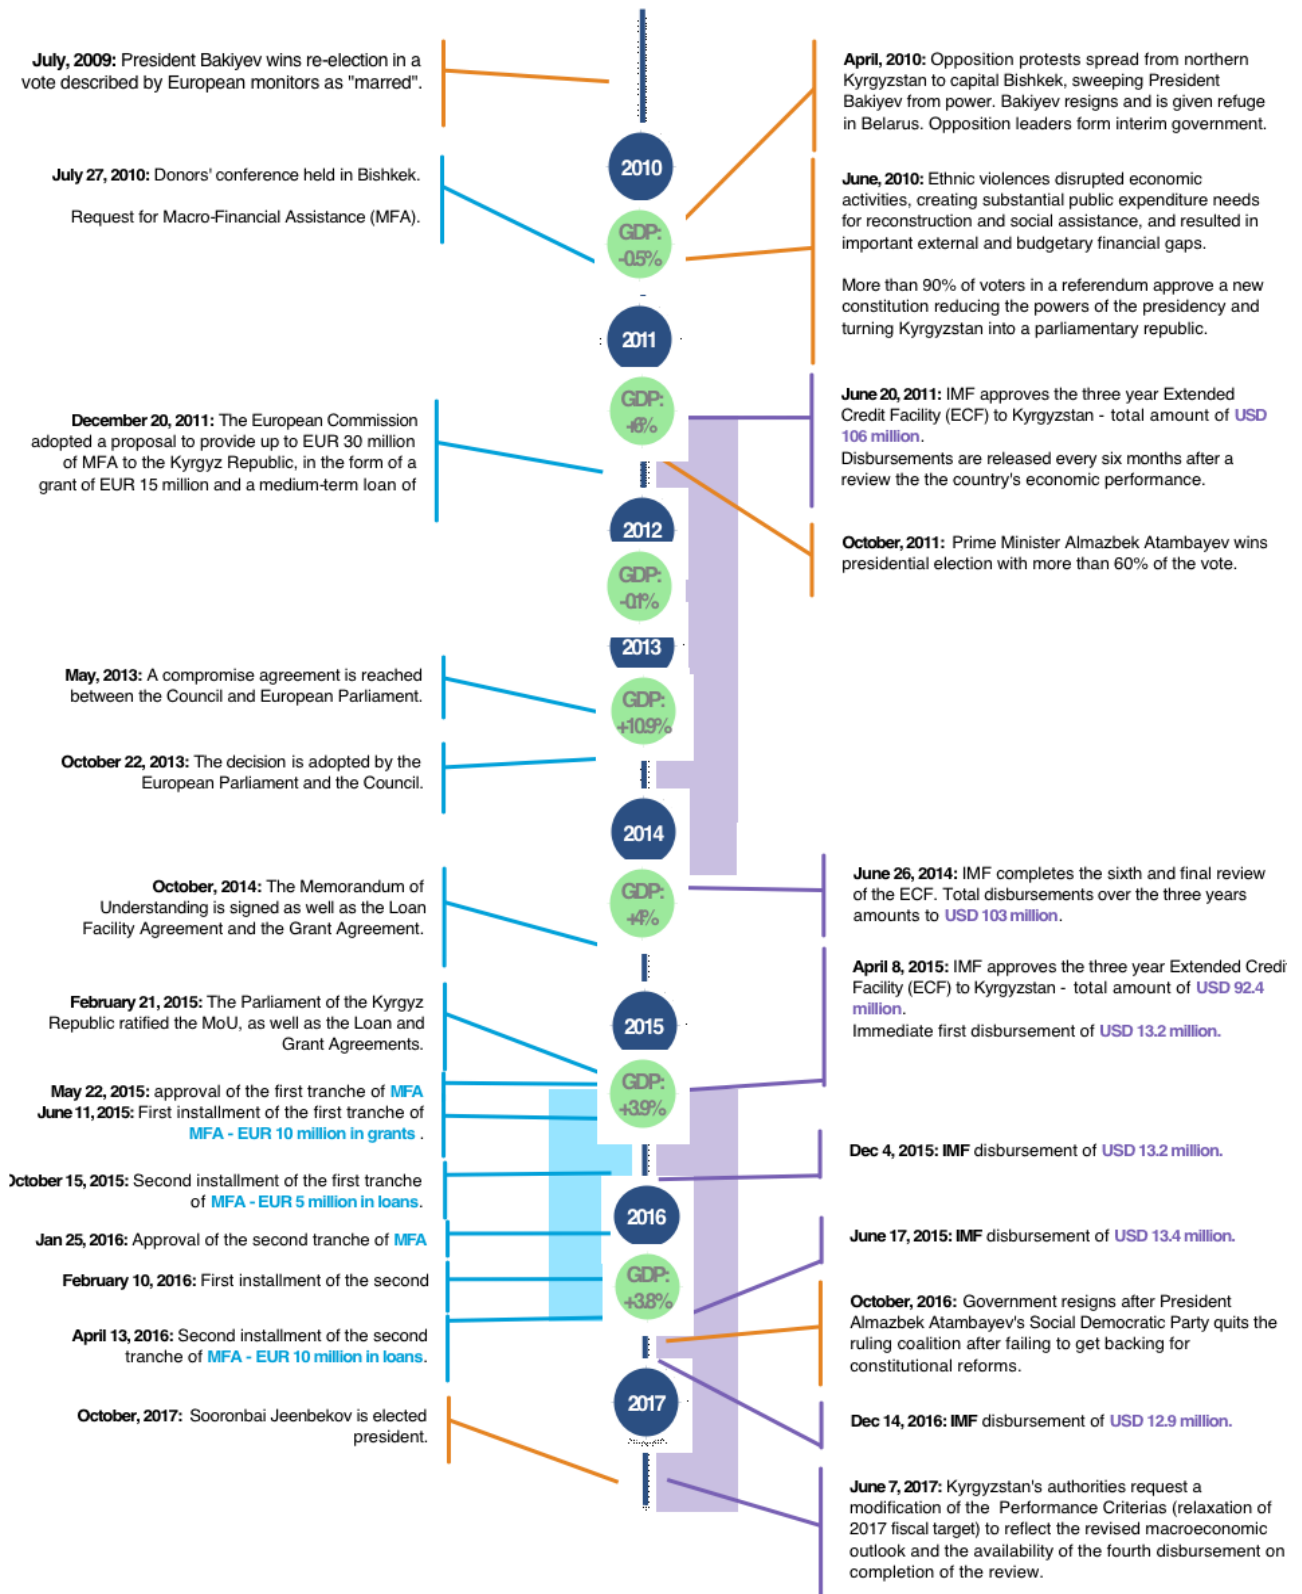 July, 2009: President Bakiyev wins re-election in a
vote described by European monitors as "marred".
April, 2010: Opposition protests spread from northern
Kyrgyzstan to capital Bishkek, sweeping President
Bakiyev from power. Bakiyev resigns and is given refuge
in Belarus. Opposition leaders form interim government.
2010
July 27, 2010: Donors' conference held in Bishkek.
Request for Macro-Financial Assistance (MFA).
GDP:
-0.5%
June, 2010: Ethnic violences disrupted economic
activities, creating substantial public expenditure needs
for reconstruction and social assistance, and resulted in
important external and budgetary financial gaps.
More than 90% of voters in a referendum approve a new
constitution reducing the powers of the presidency and
turning Kyrgyzstan into a parliamentary republic.
2011
GDP:
+6%
June 20, 2011: IMF approves the three year Extended
Credit Facility (ECF) to Kyrgyzstan - total amount of USD
106 million.
Disbursements are released every six months after a
review the the country's economic performance.
December 20, 2011: The European Commission
adopted a proposal to provide up to EUR 30 million
of MFA to the Kyrgyz Republic, in the form of a
grant of EUR 15 million and a medium-term loan of
October, 2011: Prime Minister Almazbek Atambayev wins
presidential election with more than 60% of the vote.
2012
GDP:
-0.1%
2013
May, 2013: A compromise agreement is reached
between the Council and European Parliament.
GDP:
+10.9%
October 22, 2013: The decision is adopted by the
European Parliament and the Council.
2014
October, 2014: The Memorandum of
Understanding is signed as well as the Loan
Facility Agreement and the Grant Agreement.
GDP:
+4%
June 26, 2014: IMF completes the sixth and final review
of the ECF. Total disbursements over the three years
amounts to USD 103 million.
April 8, 2015: IMF approves the three year Extended Credi
Facility (ECF) to Kyrgyzstan - total amount of USD 92.4
million.
Immediate first disbursement of USD 13.2 million.
February 21, 2015: The Parliament of the Kyrgyz
Republic ratified the MoU, as well as the Loan and
Grant Agreements.
2015
GDP:
+3.9%
May 22, 2015: approval of the first tranche of MFA
June 11, 2015: First installment of the first tranche of
MFA - EUR 10 million in grants .
Dec 4, 2015: IMF disbursement of USD 13.2 million.
October 15, 2015: Second installment of the first tranche
of MFA - EUR 5 million in loans.
2016
Jan 25, 2016: Approval of the second tranche of MFA
June 17, 2015: IMF disbursement of USD 13.4 million.
February 10, 2016: First installment of the second
GDP:
+3.8%
October, 2016: Government resigns after President
Almazbek Atambayev's Social Democratic Party quits the
ruling coalition after failing to get backing for
constitutional reforms.
April 13, 2016: Second installment of the second
tranche of MFA - EUR 10 million in loans.
2017
October, 2017: Sooronbai Jeenbekov is elected
president.
Dec 14, 2016: IMF disbursement of USD 12.9 million.
June 7, 2017: Kyrgyzstan's authorities request a
modification of the Performance Criterias (relaxation of
2017 fiscal target) to reflect the revised macroeconomic
outlook and the availability of the fourth disbursement on
completion of the review.